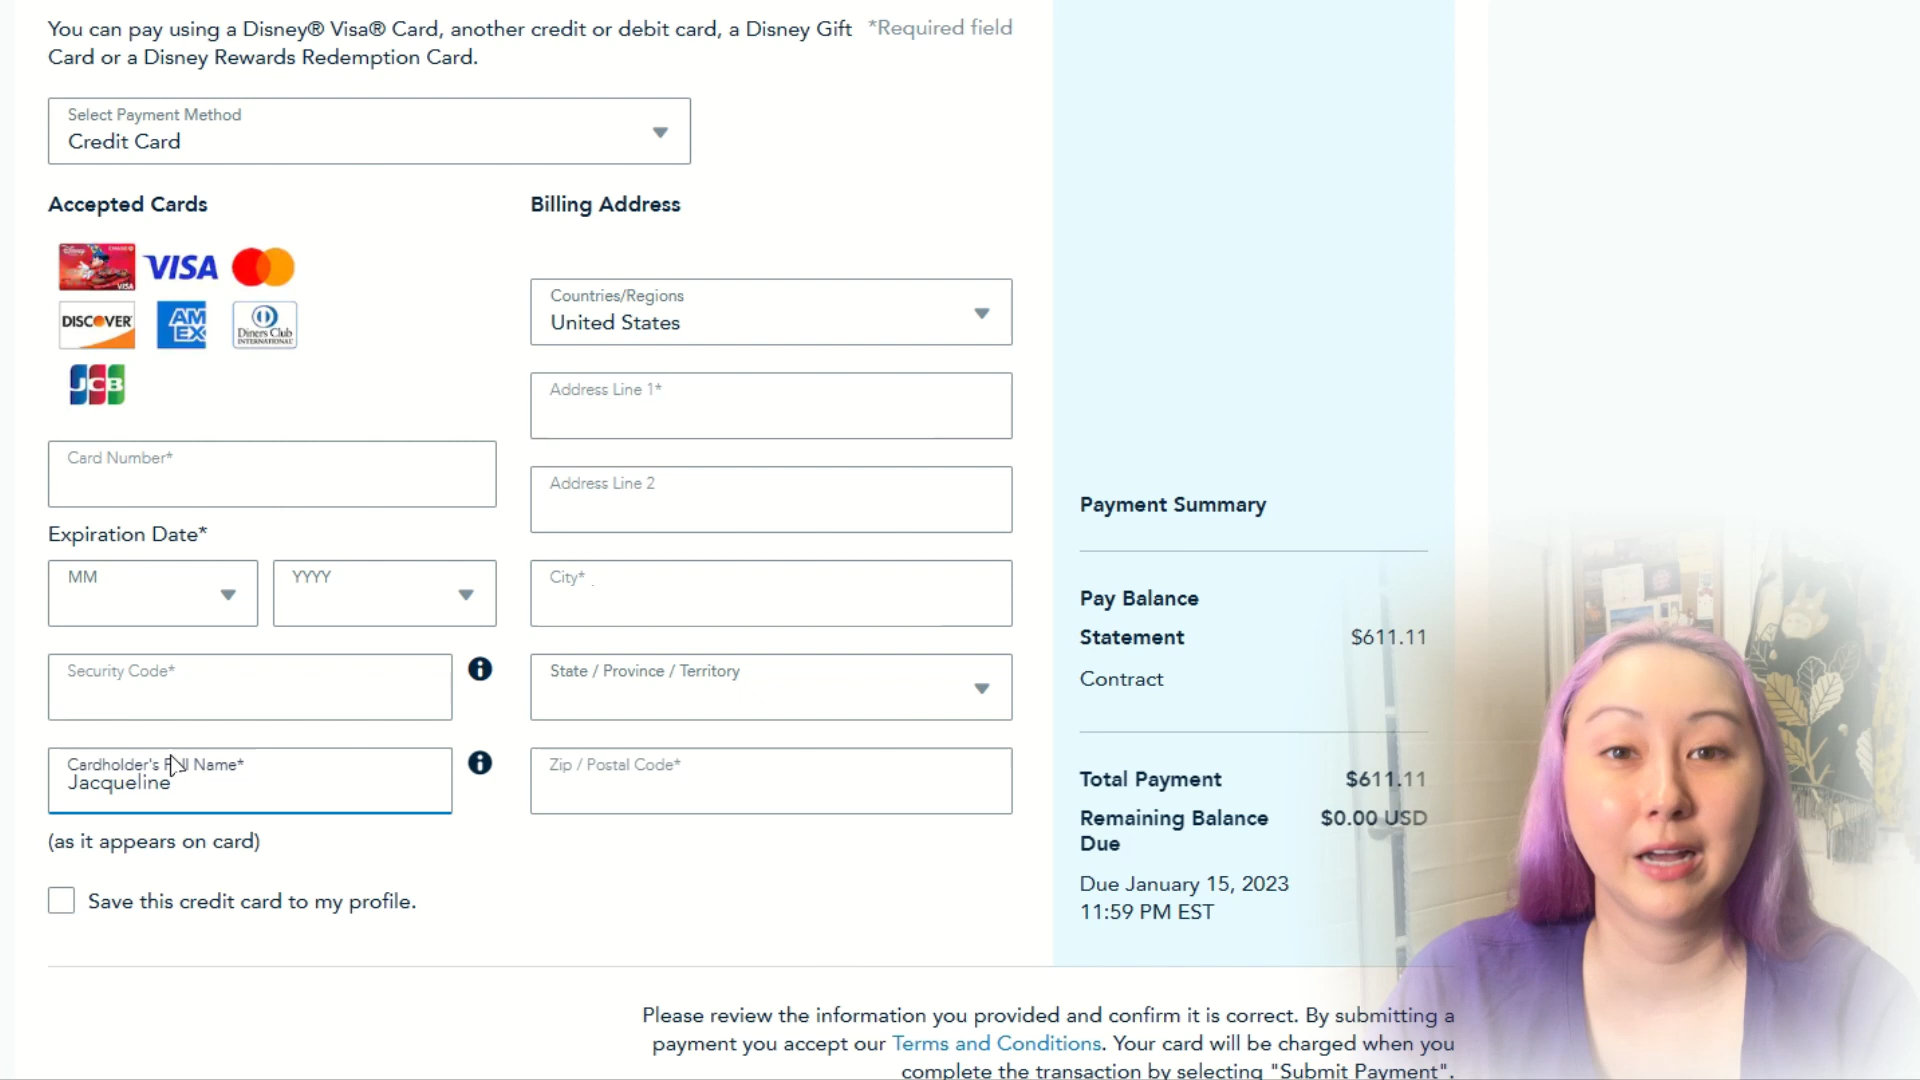 You can pay using a Disney® Visa® Card, another credit or debit card, a Disney Gift
Card or a Disney Rewards Redemption Card.
*Required field
Select Payment Method
Credit Card
Accepted Cards
Disney CHASE VISA
VISA
DISCOVER
AM
EX
Diners Club
INTERNATIONAL
JCB
Card Number*
Expiration Date*
MM
YYYY
Security Code*
Cardholder's Full Name*
Jacqueline
(as it appears on card)
Save this credit card to my profile.
Billing Address
Countries/Regions
United States
Address Line 1*
Address Line 2
City*
State / Province / Territory
Zip / Postal Code*
Payment Summary
Pay Balance
Statement $611.11
Contract
Total Payment $611.11
Remaining Balance $0.00 USD
Due
Due January 15, 2023
11:59 PM EST
Please review the information you provided and confirm it is correct. By submitting a
payment you accept our Terms and Conditions. Your card will be charged when you
complete the transaction by selecting "Submit Payment".